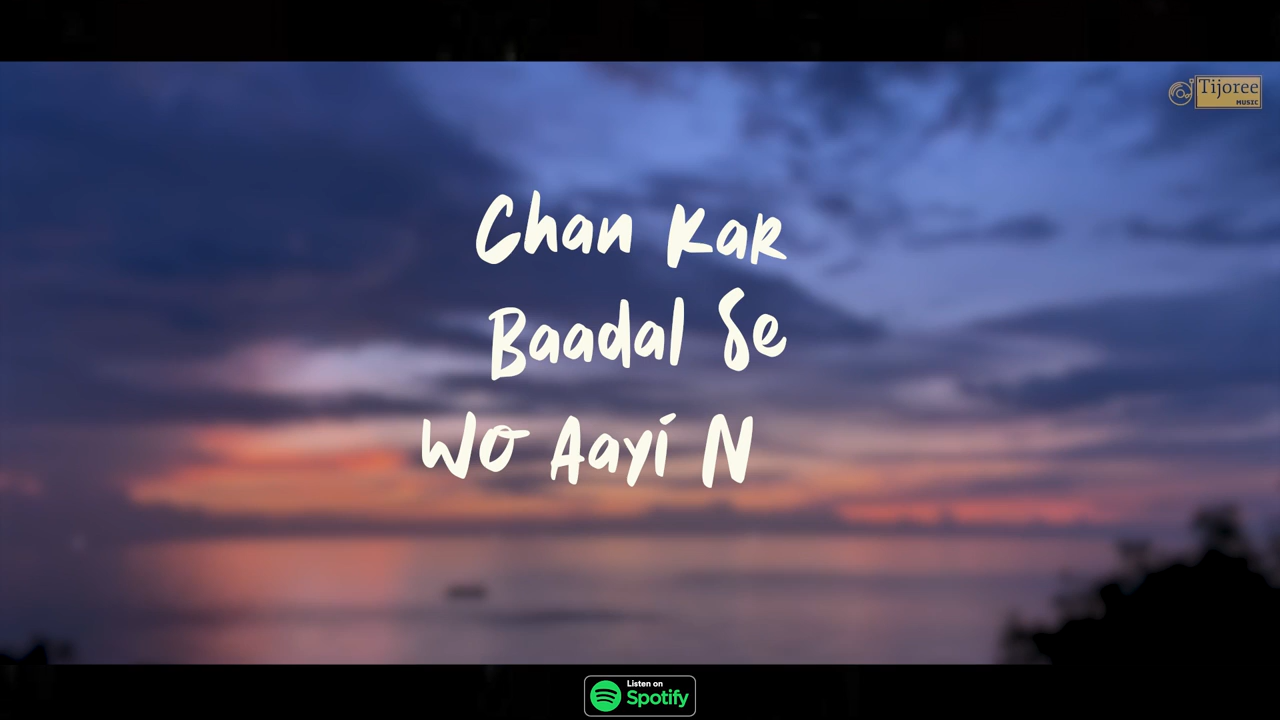 Tijoree
MUSIC
Chan Kar
Baadal Se
Wo Aayi N
Listen on
Spotify